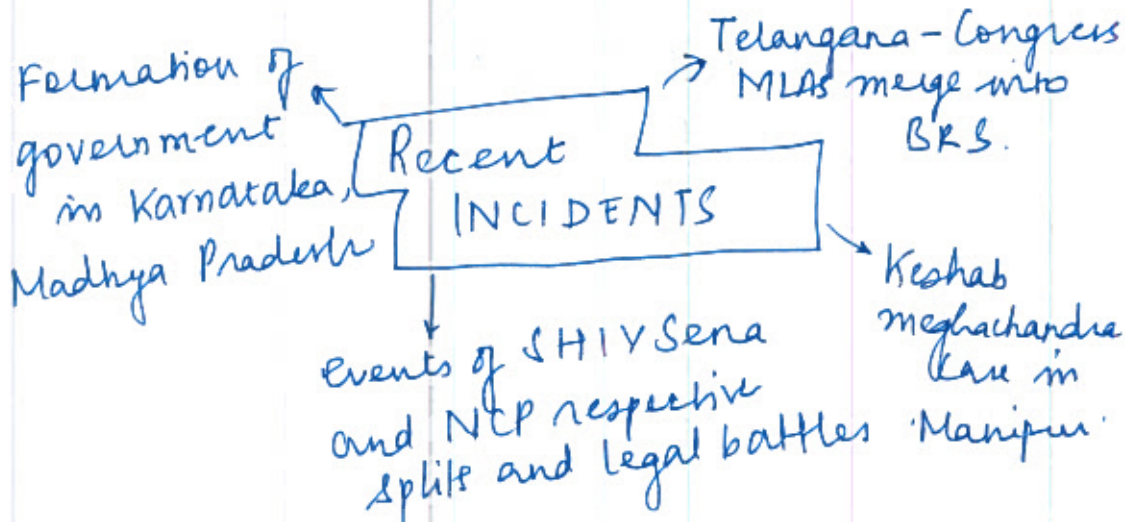 Formation of
government
in Karnataka,
Madhya Pradesh
Recent
INCIDENTS
Telangana - Congress
MLAs merge into
BRS.
Keshab
meghachandra
Case in
Manipur.
events of SHIVSena
and NCP respective
splits and legal battles